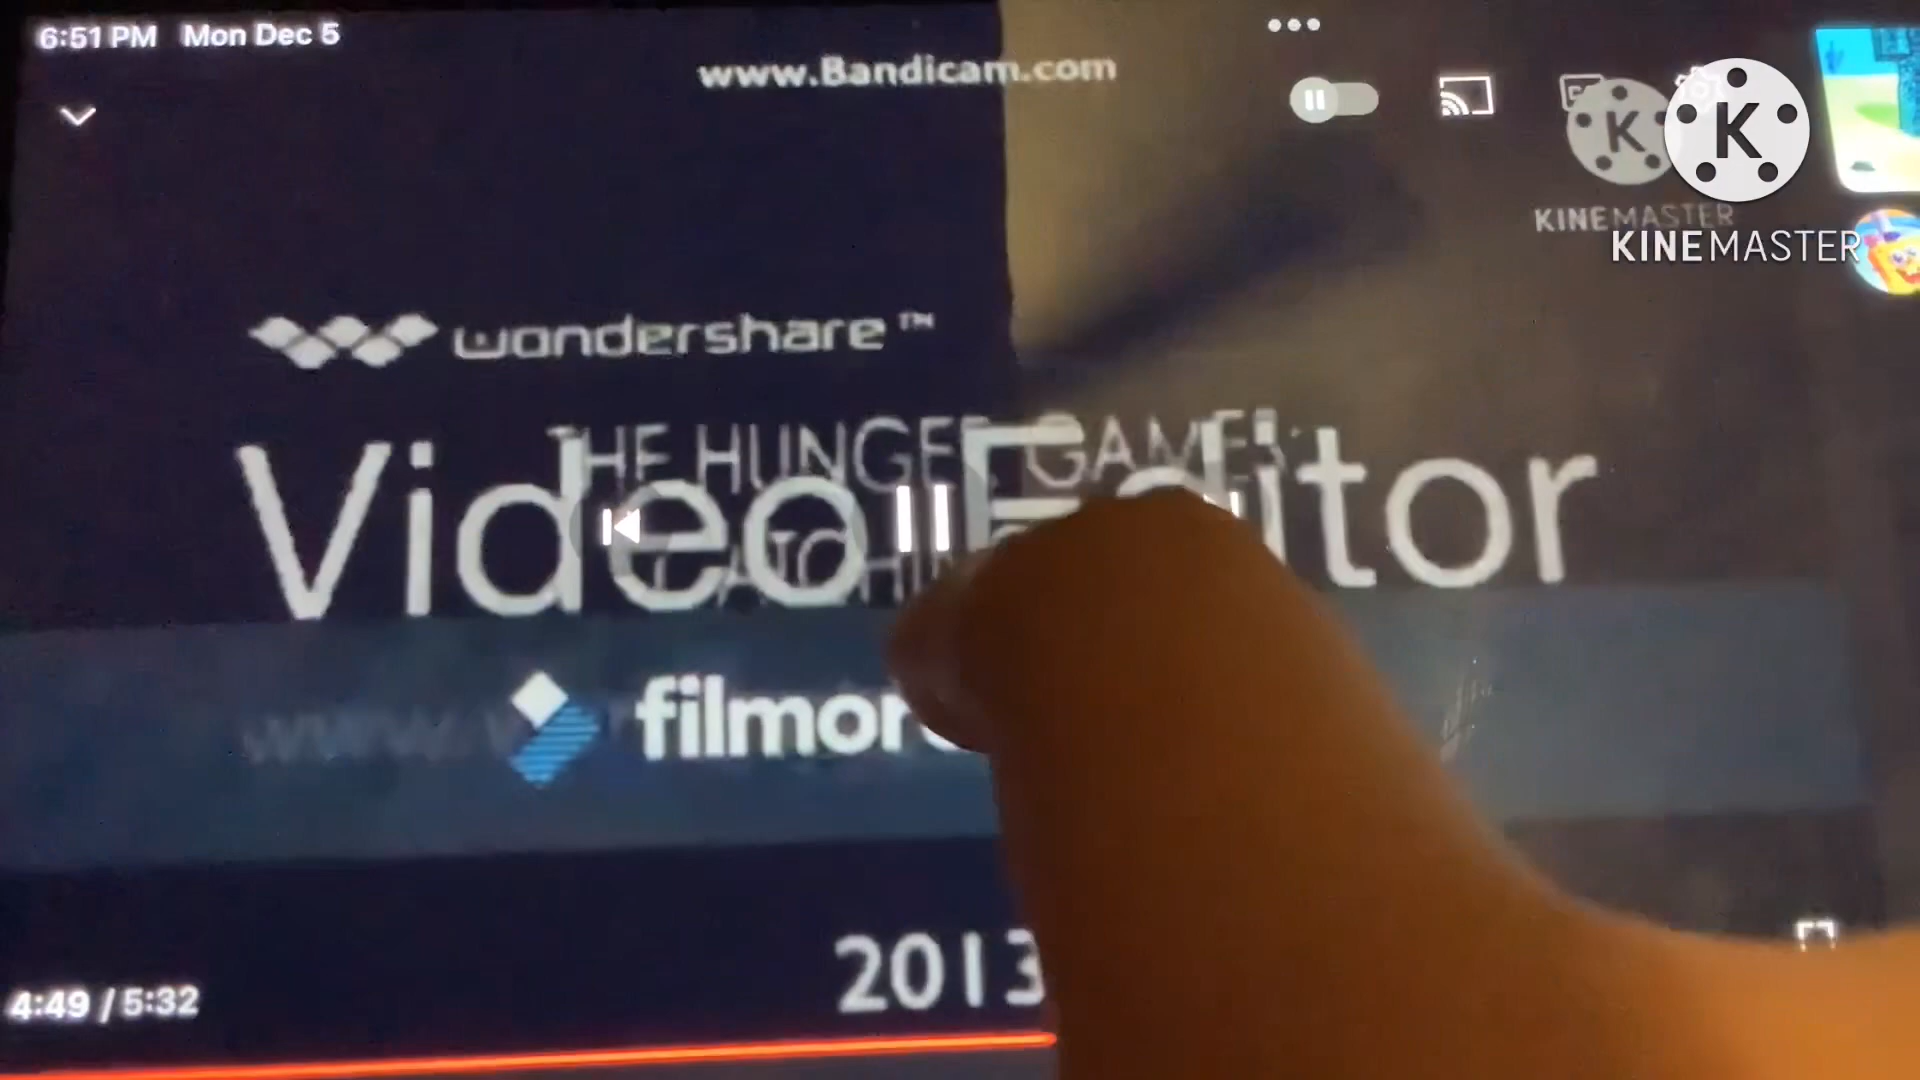 6:51 PM Mon Dec 5
www.Bandicam.com
KINEMASTER
KINEMASTER
wondershare™
THE HUNGER GAMES
Video Editor
filmor
2013
4:49 / 5:32